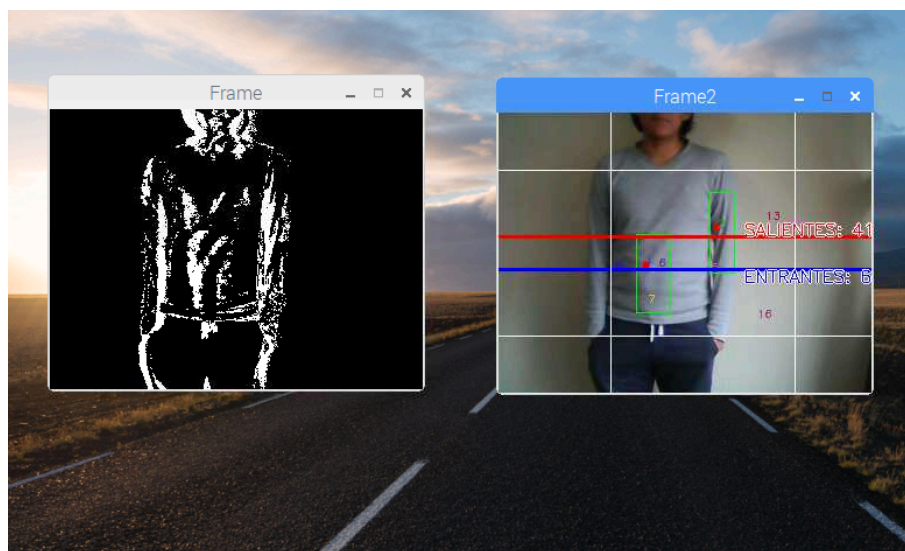 Frame
Frame2
13
SALIENTES: 41
6
ENTRANTES: 6
7
16